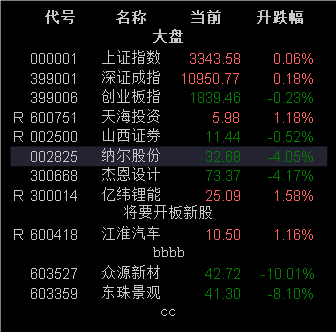 代号 名称 当前 升跌幅
大盘
000001 上证指数 3343.58 0.06%
399001 深证成指 10950.77 0.18%
399006 创业板指 1839.46 -0.23%
R 600751 天海投资 5.98 1.18%
R 002500 山西证券 11.44 -0.52%
002825 纳尔股份 32.68 -4.05%
300668 杰恩设计 73.37 -4.17%
R 300014 亿纬锂能 25.09 1.58%
将要开板新股
R 600418 江淮汽车 10.50 1.16%
bbbb
603527 众源新材 42.72 -10.01%
603359 东珠景观 41.30 -8.10%
cc